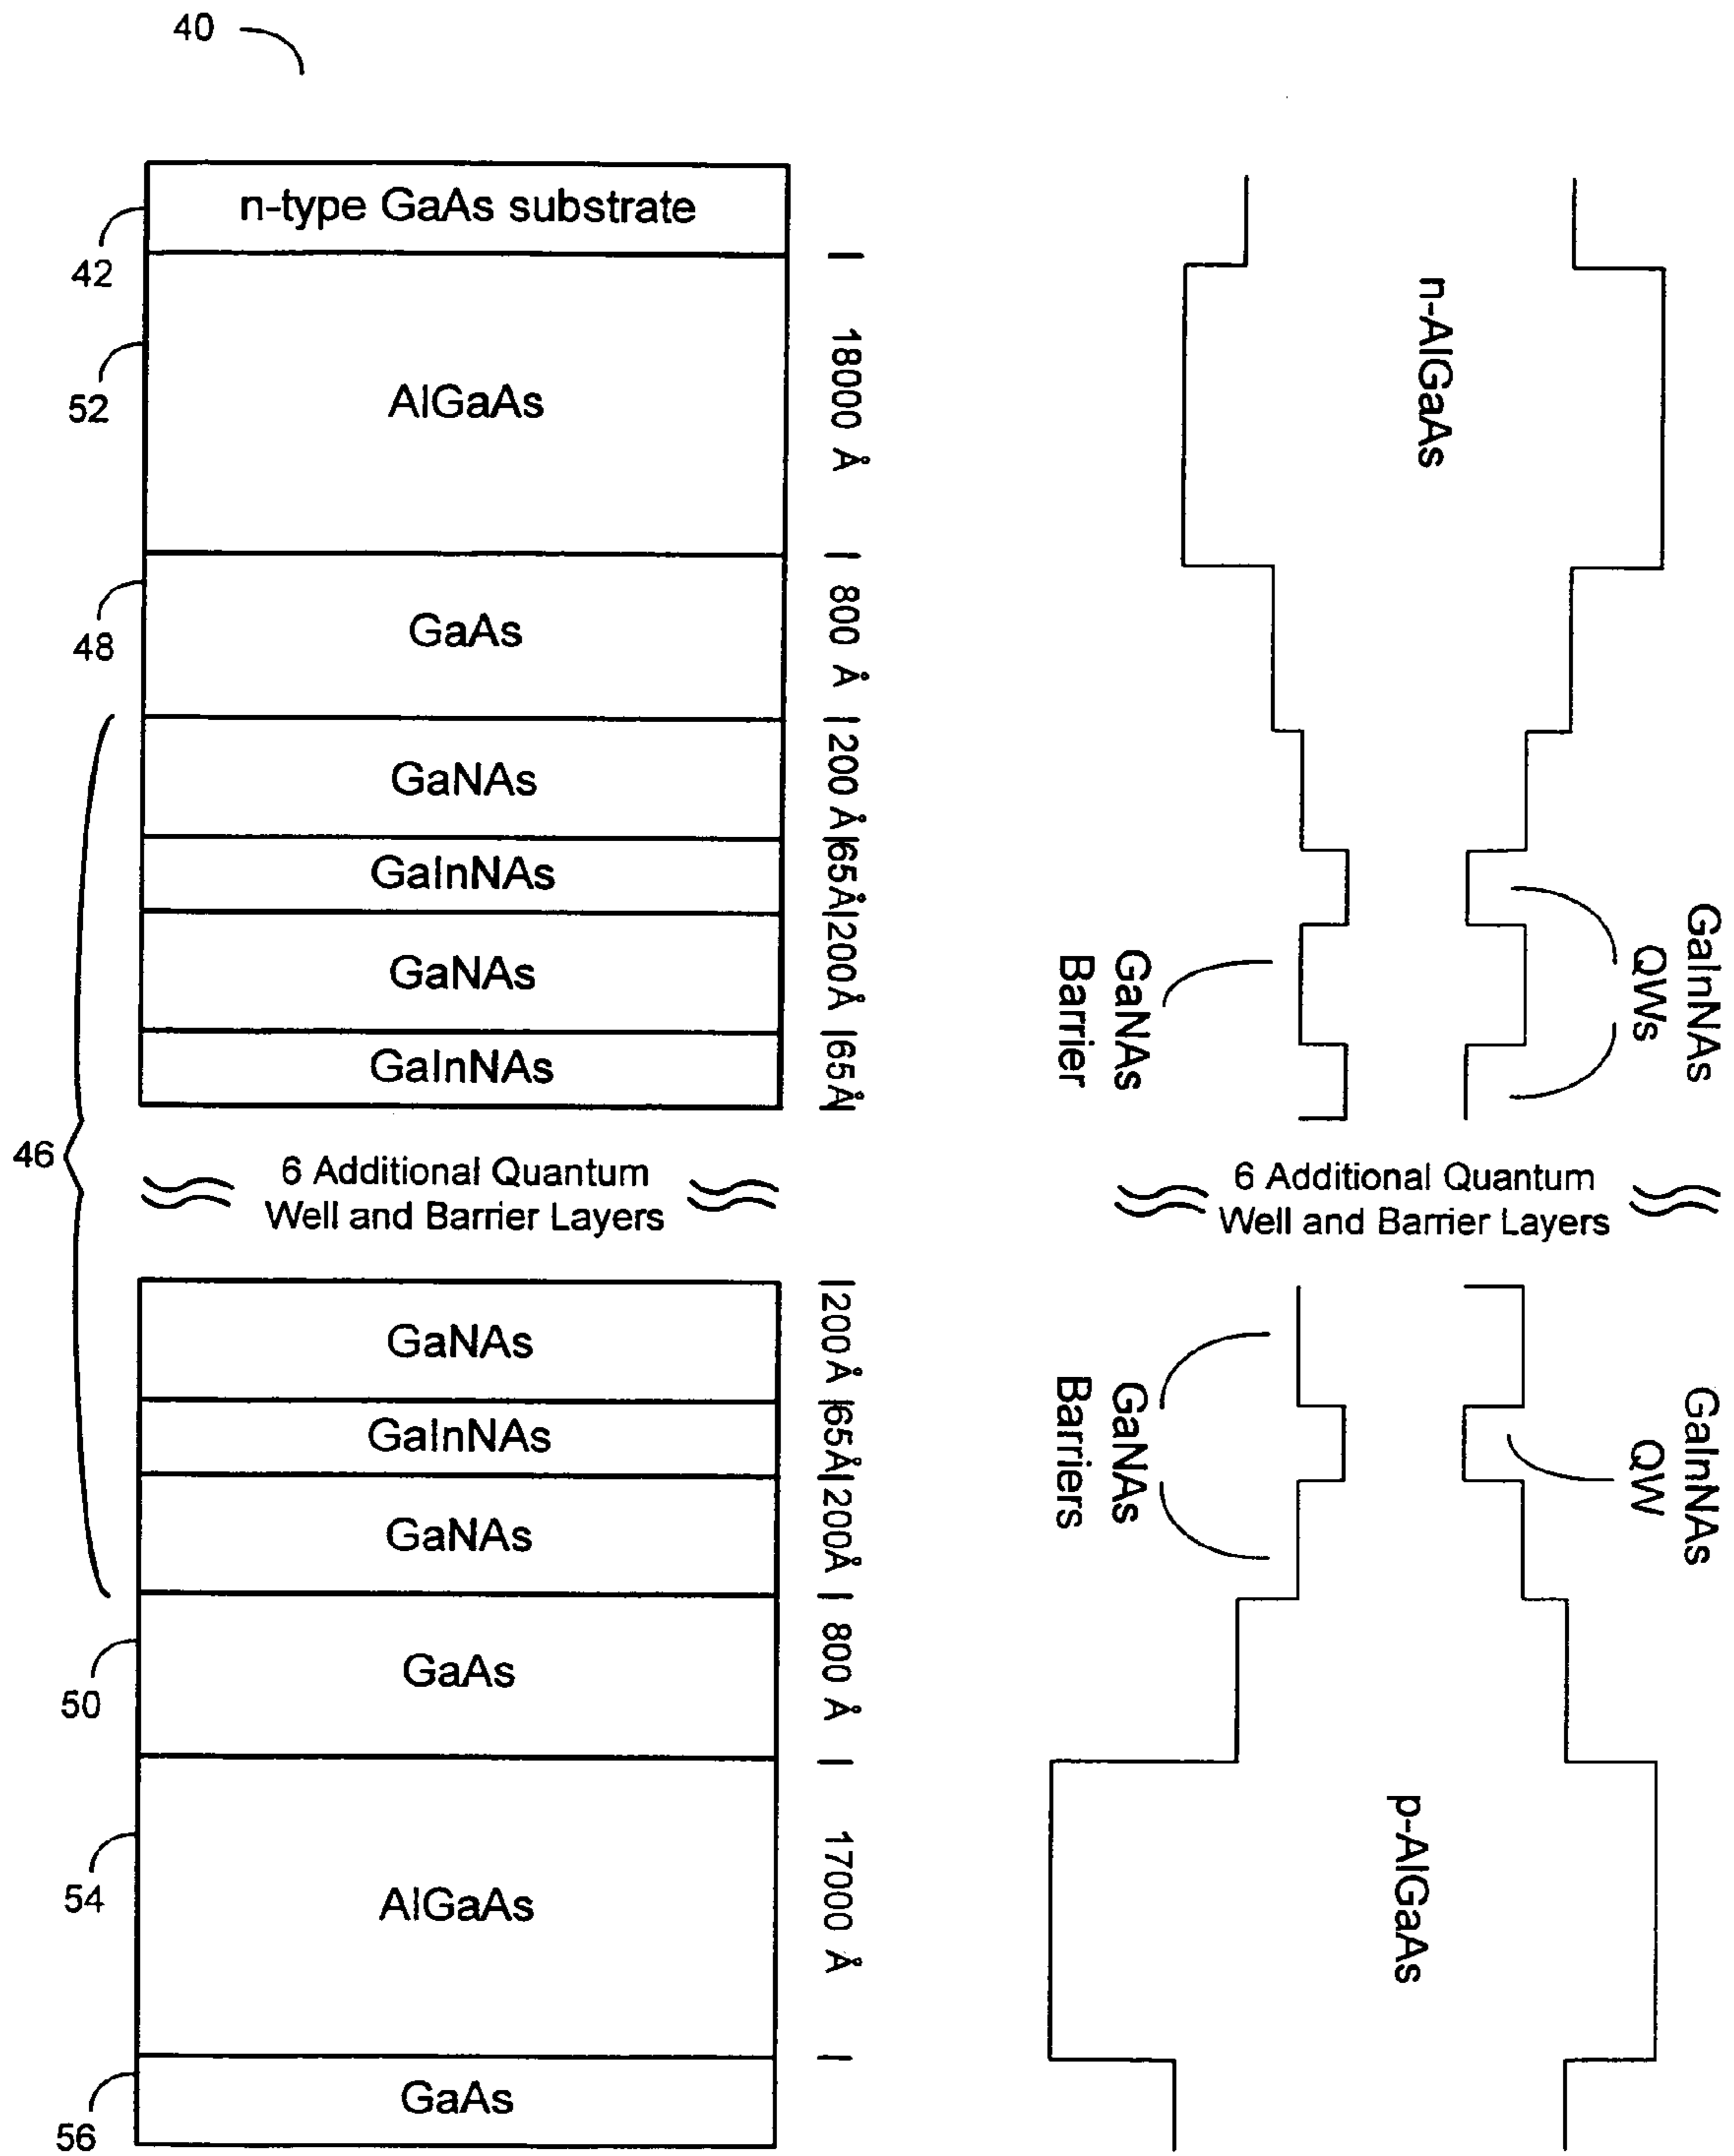 40
n-type GaAs substrate
42
AlGaAs
52
18000 Å
GaAs
48
800 Å
GaNAs
200 Å
GaInNAs
65Å
GaNAs
200Å
GaInNAs
65Å
46
6 Additional Quantum
Well and Barrier Layers
GaNAs
200Å
GaInNAs
65Å
GaNAs
200Å
GaAs
50
800 Å
AlGaAs
54
17000 Å
GaAs
56
n-AlGaAs
GaInNAs
QWs
GaNAs
Barrier
6 Additional Quantum
Well and Barrier Layers
GaInNAs
QW
GaNAs
Barriers
p-AlGaAs